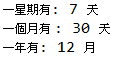 一星期有: 7 天
一個月有: 30 天
一年有: 12 月